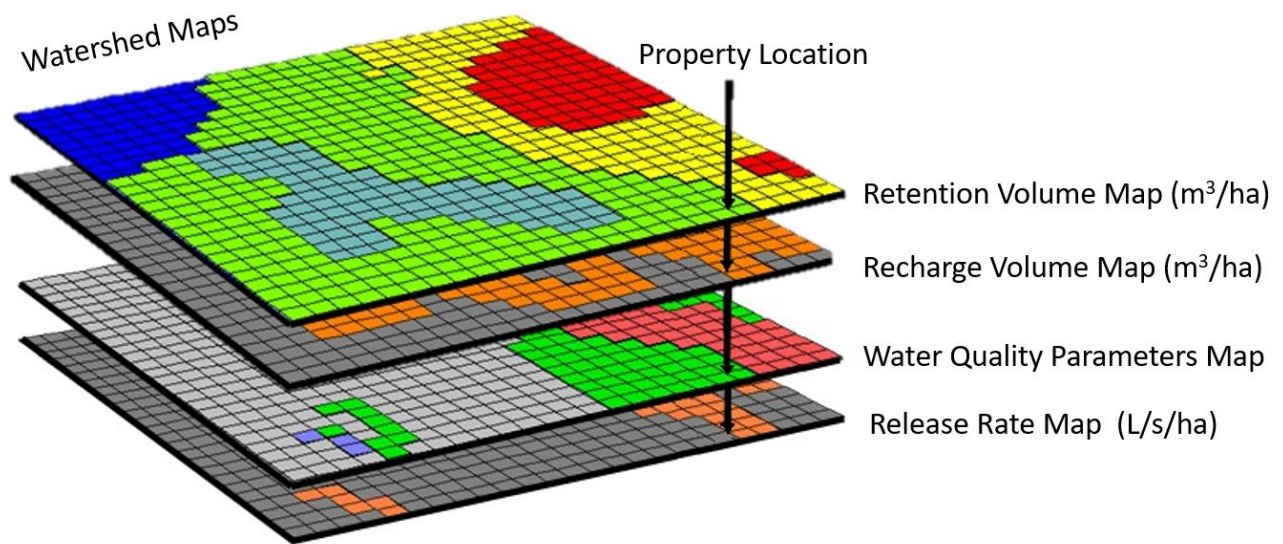 Watershed Maps
Property Location
Retention Volume Map (m³/ha)
Recharge Volume Map (m³/ha)
Water Quality Parameters Map
Release Rate Map (L/s/ha)